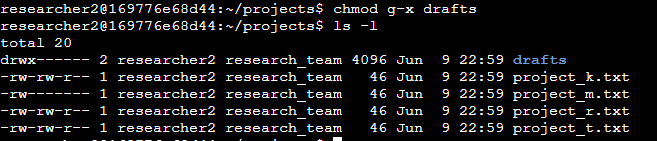 researcher2@169776e68d44:~/projects$ chmod g-x drafts
researcher2@169776e68d44:~/projects$ ls -l
total 20
drwx------ 2 researcher2 research_team 4096 Jun  9 22:59 drafts
-rw-rw-r-- 1 researcher2 research_team   46 Jun  9 22:59 project_k.txt
-rw-rw---- 1 researcher2 research_team   46 Jun  9 22:59 project_m.txt
-rw-rw-r-- 1 researcher2 research_team   46 Jun  9 22:59 project_r.txt
-rw-rw-r-- 1 researcher2 research_team   46 Jun  9 22:59 project_t.txt